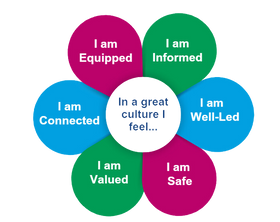 I am
Equipped
I am
Informed
I am
Connected
In a great
culture I
feel...
I am
Well-Led
I am
Valued
I am
Safe